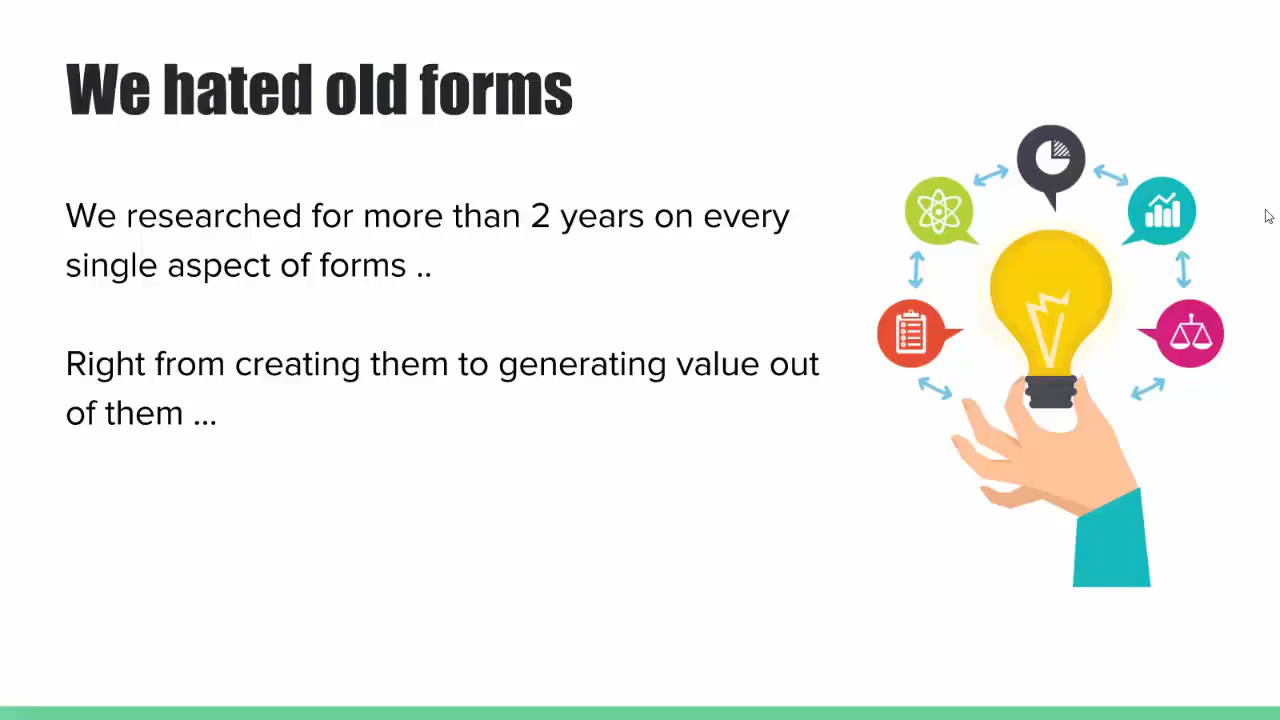 We hated old forms
We researched for more than 2 years on every
single aspect of forms ..
Right from creating them to generating value out
of them ...